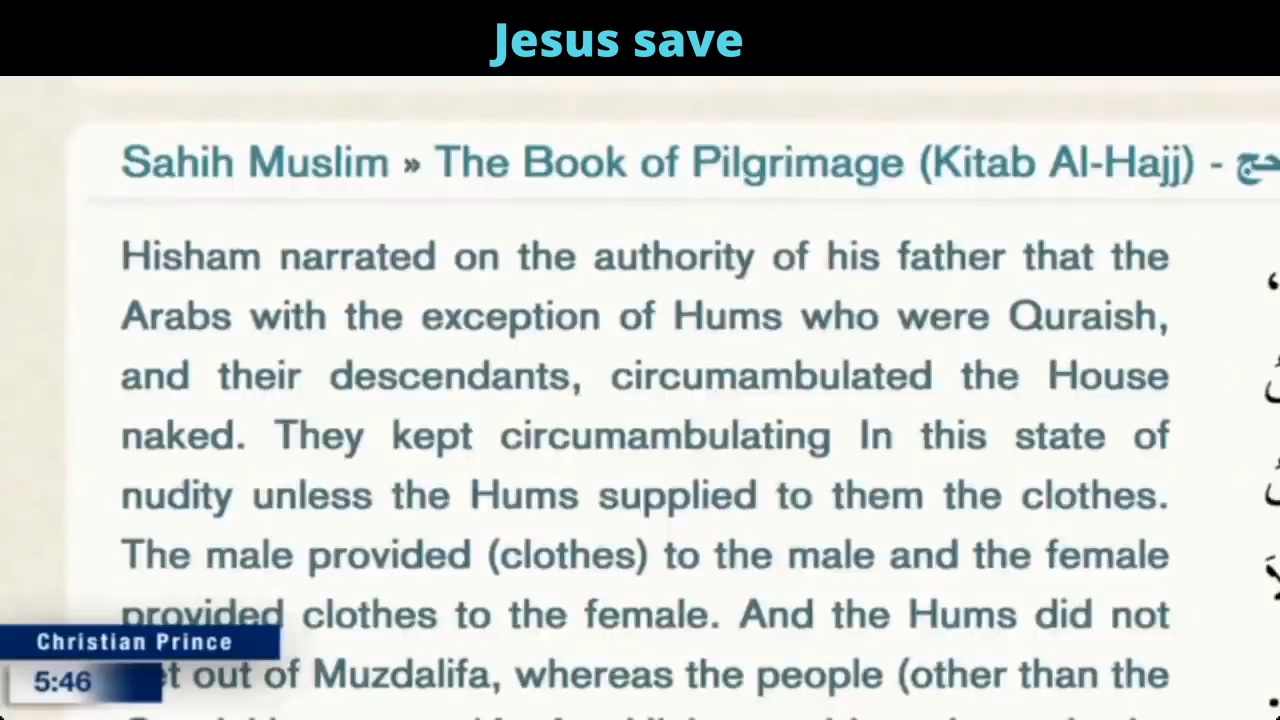 Jesus save
Sahih Muslim » The Book of Pilgrimage (Kitab Al-Hajj) -
Hisham narrated on the authority of his father that the
Arabs with the exception of Hums who were Quraish,
and their descendants, circumambulated the House
naked. They kept circumambulating In this state of
nudity unless the Hums supplied to them the clothes.
The male provided (clothes) to the male and the female
provided clothes to the female. And the Hums did not
out of Muzdalifa, whereas the people (other than the
Christian Prince
5:46